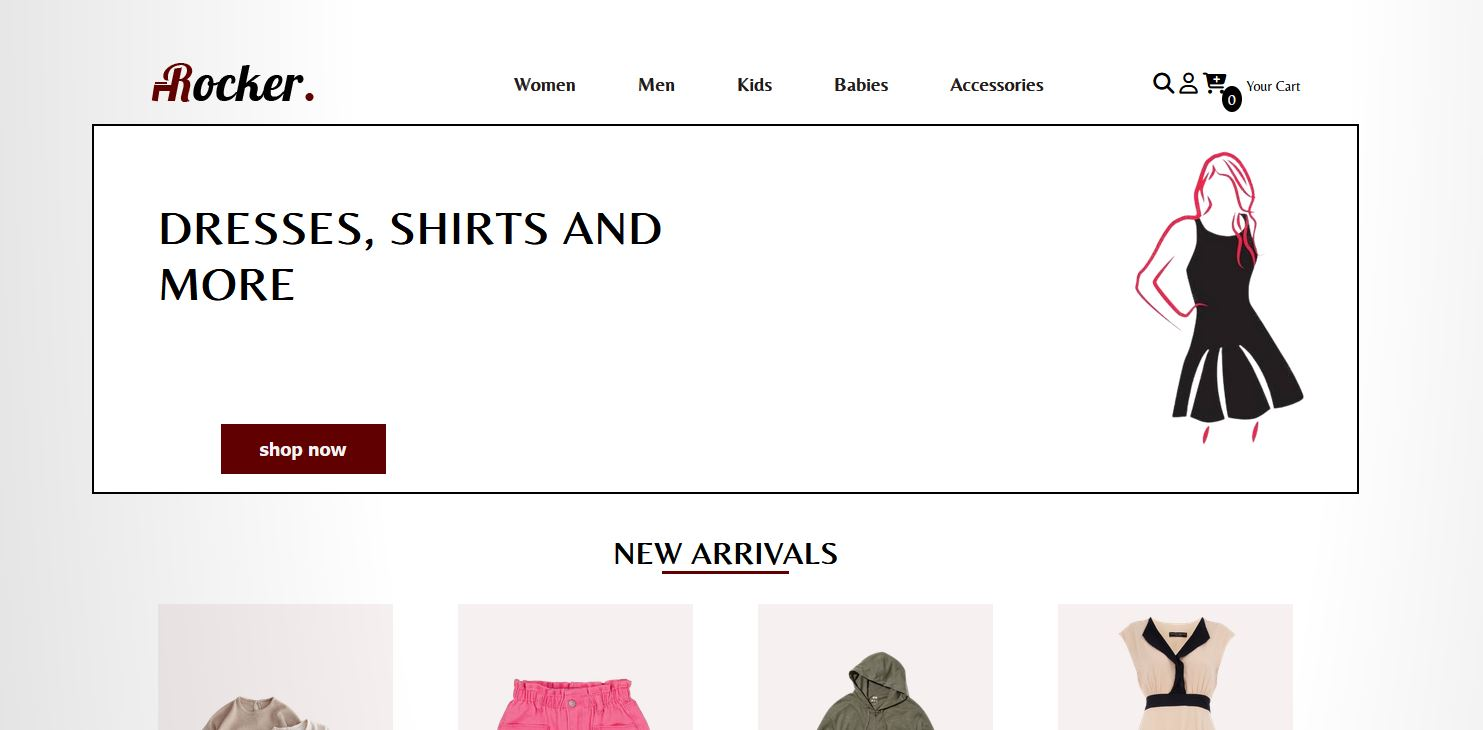 Rocker.
Women Men Kids Babies Accessories
0 Your Cart
DRESSES, SHIRTS AND
MORE
shop now
NEW ARRIVALS